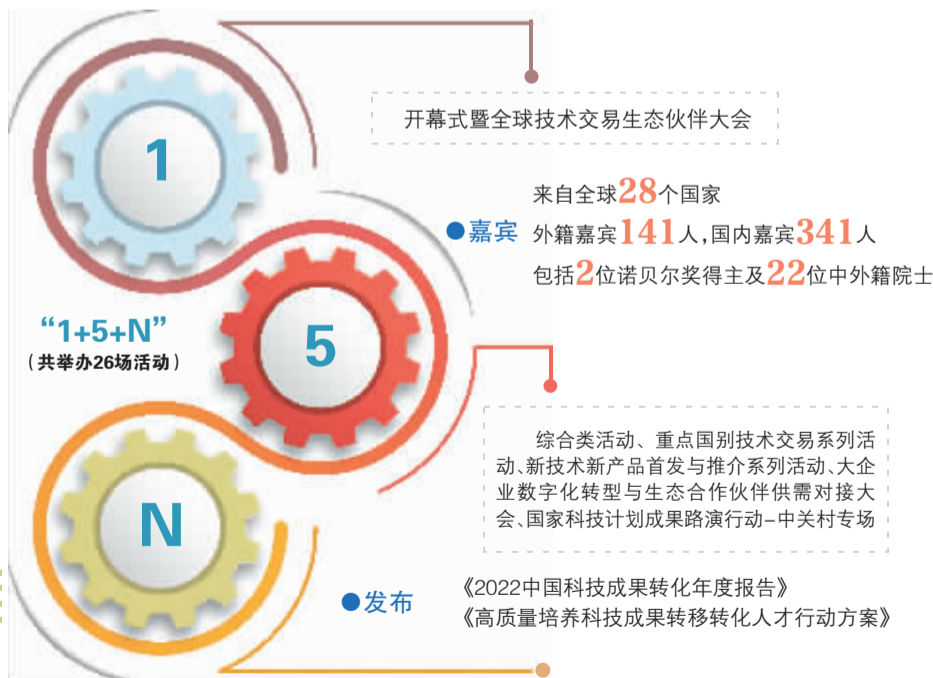 1
开幕式暨全球技术交易生态伙伴大会
来自全球28个国家
●嘉宾 外籍嘉宾141人,国内嘉宾341人
包括2位诺贝尔奖得主及22位中外籍院士
“1+5+N”
(共举办26场活动)
5
综合类活动、重点国别技术交易系列活
动、新技术新产品首发与推介系列活动、大企
业数字化转型与生态合作伙伴供需对接大
会、国家科技计划成果路演行动-中关村专场
N
●发布
《2022中国科技成果转化年度报告》
《高质量培养科技成果转移转化人才行动方案》